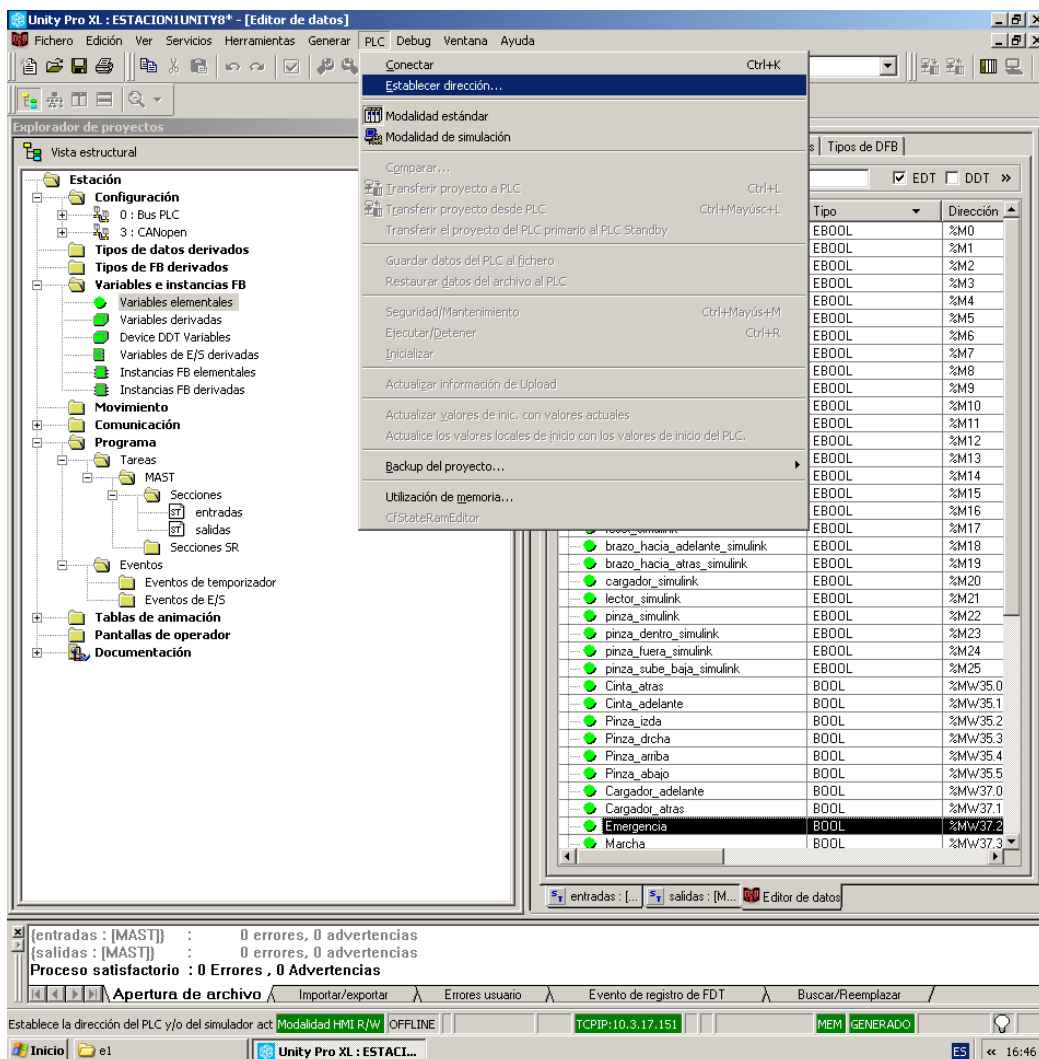 Unity Pro XL : ESTACION1UNITY8* - [Editor de datos]
Fichero Edición Ver Servicios Herramientas Generar PLC Debug Ventana Ayuda
Conectar Ctrl+K
Establecer dirección...
Modalidad estándar
Modalidad de simulación
Comparar...
Transferir proyecto a PLC Ctrl+L
Transferir proyecto desde PLC Ctrl+Mayúsc+L
Transferir el proyecto del PLC primario al PLC Standby
Guardar datos del PLC al fichero
Restaurar datos del archivo al PLC
Seguridad/Mantenimiento Ctrl+Mayús+M
Ejecutar/Detener Ctrl+R
Inicializar
Actualizar información de Upload
Actualizar valores de inic. con valores actuales
Actualice los valores locales de inicio con los valores de inicio del PLC.
Backup del proyecto...
Utilización de memoria...
CfStateRamEditor
Explorador de proyectos
Vista estructural
Estación
Configuración
0 : Bus PLC
3 : CANopen
Tipos de datos derivados
Tipos de FB derivados
Variables e instancias FB
Variables elementales
Variables derivadas
Device DDT Variables
Variables de E/S derivadas
Instancias FB elementales
Instancias FB derivadas
Movimiento
Comunicación
Programa
Tareas
MAST
Secciones
ST entradas
ST salidas
Secciones SR
Eventos
Eventos de temporizador
Eventos de E/S
Tablas de animación
Pantallas de operador
Documentación
s Tipos de DFB
EDT DDT »
Tipo Dirección
EBOOL %M0
EBOOL %M1
EBOOL %M2
EBOOL %M3
EBOOL %M4
EBOOL %M5
EBOOL %M6
EBOOL %M7
EBOOL %M8
EBOOL %M9
EBOOL %M10
EBOOL %M11
EBOOL %M12
EBOOL %M13
EBOOL %M14
EBOOL %M15
EBOOL %M16
EBOOL %M17
brazo_hacia_adelante_simulink EBOOL %M18
brazo_hacia_atras_simulink EBOOL %M19
cargador_simulink EBOOL %M20
lector_simulink EBOOL %M21
pinza_simulink EBOOL %M22
pinza_dentro_simulink EBOOL %M23
pinza_fuera_simulink EBOOL %M24
pinza_sube_baja_simulink EBOOL %M25
Cinta_atras BOOL %MW35.0
Cinta_adelante BOOL %MW35.1
Pinza_izda BOOL %MW35.2
Pinza_drcha BOOL %MW35.3
Pinza_arriba BOOL %MW35.4
Pinza_abajo BOOL %MW35.5
Cargador_adelante BOOL %MW37.0
Cargador_atras BOOL %MW37.1
Emergencia BOOL %MW37.2
Marcha BOOL %MW37.3
entradas : [... salidas : [M... Editor de datos
{entradas : [MAST]} : 0 errores, 0 advertencias
{salidas : [MAST]} : 0 errores, 0 advertencias
Proceso satisfactorio : 0 Errores , 0 Advertencias
Apertura de archivo Importar/exportar Errores usuario Evento de registro de FDT Buscar/Reemplazar
Establece la dirección del PLC y/o del simulador act Modalidad HMI R/W OFFLINE TCPIP:10.3.17.151 MEM GENERADO
Inicio e1 Unity Pro XL : ESTACI... ES « 16:46